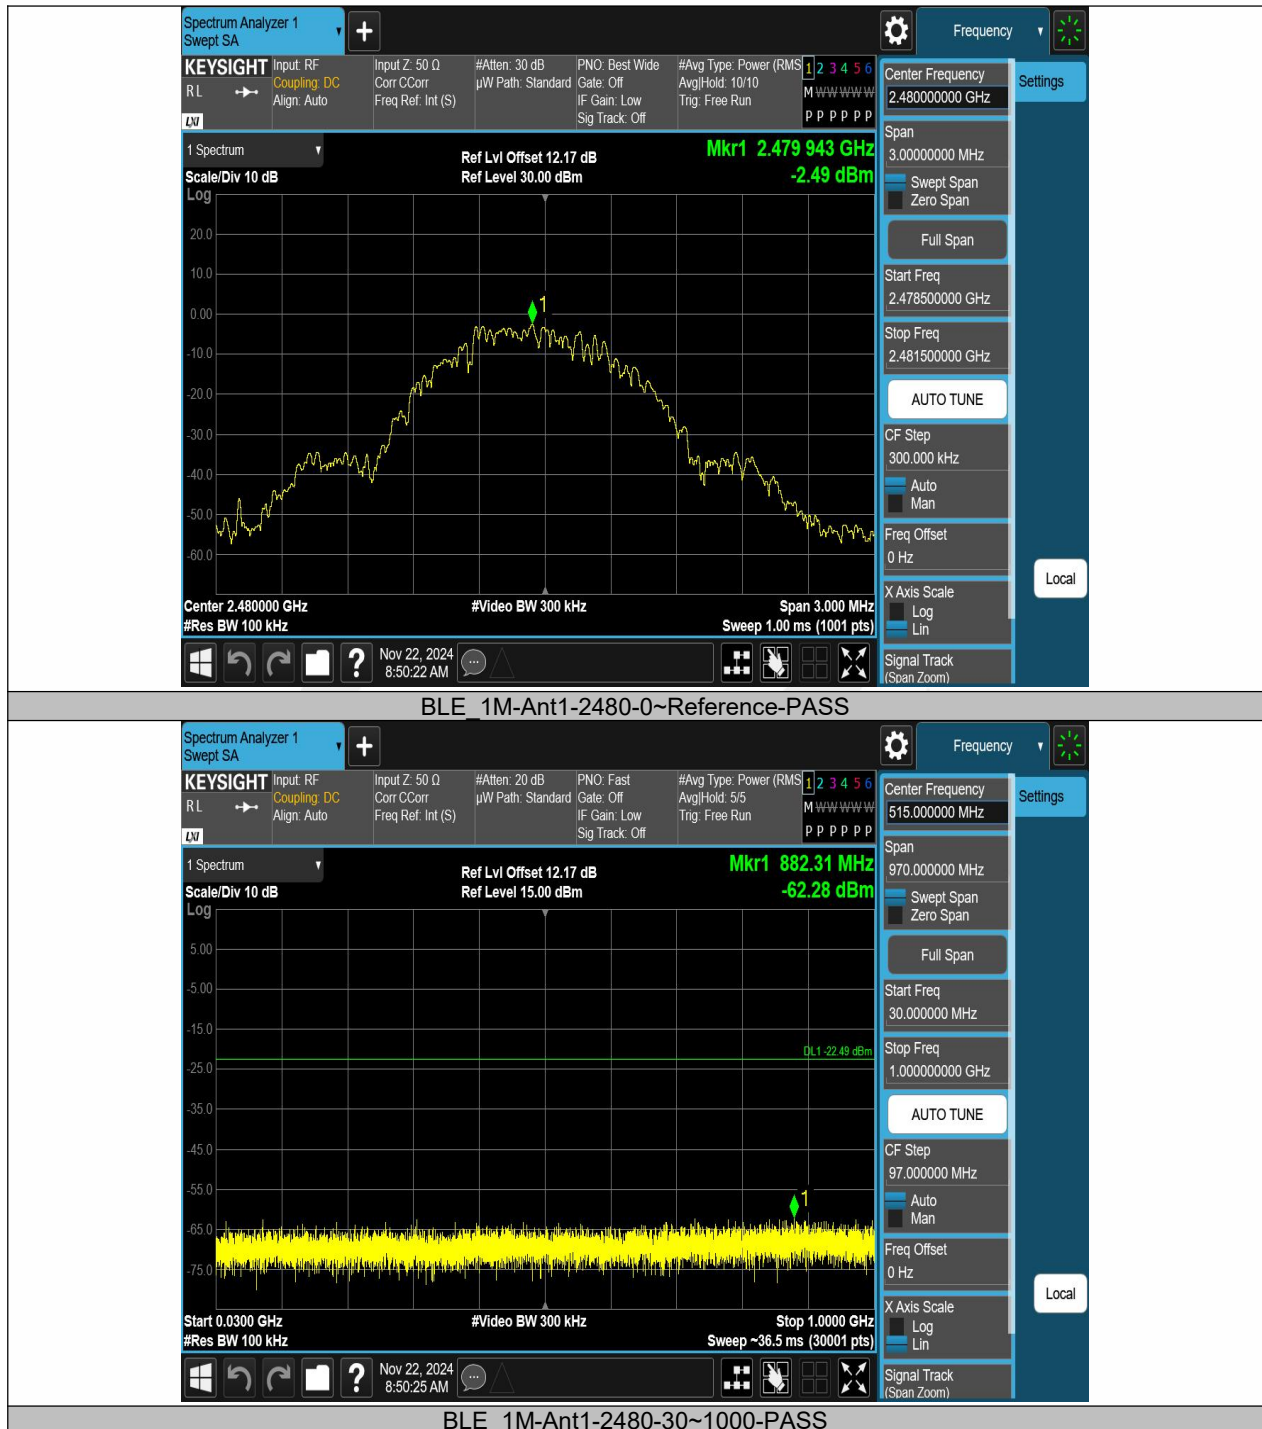 Spectrum Analyzer 1
Swept SA
+
Frequency
KEYSIGHT
RL
LXI
Input: RF
Coupling: DC
Align: Auto
Input Z: 50 Ω
Corr CCorr
Freq Ref: Int (S)
#Atten: 30 dB
µW Path: Standard
PNO: Best Wide
Gate: Off
IF Gain: Low
Sig Track: Off
#Avg Type: Power (RMS
Avg|Hold: 10/10
Trig: Free Run
1 2 3 4 5 6
M W W W W W
P P P P P P
1 Spectrum
Scale/Div 10 dB
Log
Ref Lvl Offset 12.17 dB
Ref Level 30.00 dBm
Mkr1 2.479 943 GHz
-2.49 dBm
1
20.0
10.0
0.00
-10.0
-20.0
-30.0
-40.0
-50.0
-60.0
Center 2.480000 GHz
#Res BW 100 kHz
#Video BW 300 kHz
Span 3.000 MHz
Sweep 1.00 ms (1001 pts)
Nov 22, 2024
8:50:22 AM
Center Frequency
2.480000000 GHz
Span
3.00000000 MHz
Swept Span
Zero Span
Full Span
Start Freq
2.478500000 GHz
Stop Freq
2.481500000 GHz
AUTO TUNE
CF Step
300.000 kHz
Auto
Man
Freq Offset
0 Hz
X Axis Scale
Log
Lin
Signal Track
(Span Zoom)
Settings
Local
BLE_1M-Ant1-2480-0~Reference-PASS
Spectrum Analyzer 1
Swept SA
+
Frequency
KEYSIGHT
RL
LXI
Input: RF
Coupling: DC
Align: Auto
Input Z: 50 Ω
Corr CCorr
Freq Ref: Int (S)
#Atten: 20 dB
µW Path: Standard
PNO: Fast
Gate: Off
IF Gain: Low
Sig Track: Off
#Avg Type: Power (RMS
Avg|Hold: 5/5
Trig: Free Run
1 2 3 4 5 6
M W W W W W
P P P P P P
1 Spectrum
Scale/Div 10 dB
Log
Ref Lvl Offset 12.17 dB
Ref Level 15.00 dBm
Mkr1 882.31 MHz
-62.28 dBm
DL1 -22.49 dBm
1
5.00
-5.00
-15.0
-25.0
-35.0
-45.0
-55.0
-65.0
-75.0
Start 0.0300 GHz
#Res BW 100 kHz
#Video BW 300 kHz
Stop 1.0000 GHz
Sweep ~36.5 ms (30001 pts)
Nov 22, 2024
8:50:25 AM
Center Frequency
515.000000 MHz
Span
970.000000 MHz
Swept Span
Zero Span
Full Span
Start Freq
30.000000 MHz
Stop Freq
1.000000000 GHz
AUTO TUNE
CF Step
97.000000 MHz
Auto
Man
Freq Offset
0 Hz
X Axis Scale
Log
Lin
Signal Track
(Span Zoom)
Settings
Local
BLE_1M-Ant1-2480-30~1000-PASS